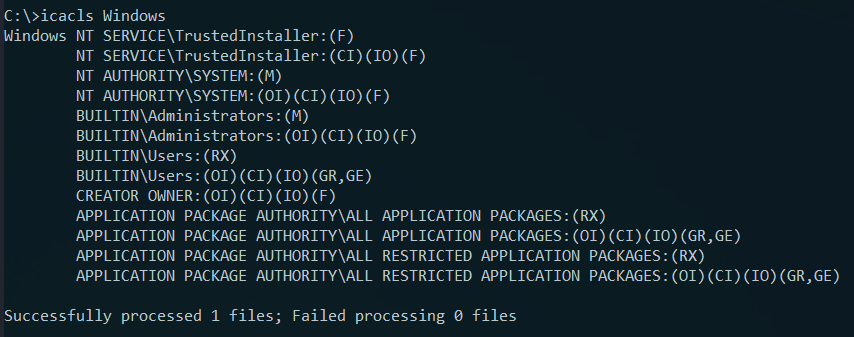 C:\>icacls Windows
Windows NT SERVICE\TrustedInstaller:(F)
        NT SERVICE\TrustedInstaller:(CI)(IO)(F)
        NT AUTHORITY\SYSTEM:(M)
        NT AUTHORITY\SYSTEM:(OI)(CI)(IO)(F)
        BUILTIN\Administrators:(M)
        BUILTIN\Administrators:(OI)(CI)(IO)(F)
        BUILTIN\Users:(RX)
        BUILTIN\Users:(OI)(CI)(IO)(GR,GE)
        CREATOR OWNER:(OI)(CI)(IO)(F)
        APPLICATION PACKAGE AUTHORITY\ALL APPLICATION PACKAGES:(RX)
        APPLICATION PACKAGE AUTHORITY\ALL APPLICATION PACKAGES:(OI)(CI)(IO)(GR,GE)
        APPLICATION PACKAGE AUTHORITY\ALL RESTRICTED APPLICATION PACKAGES:(RX)
        APPLICATION PACKAGE AUTHORITY\ALL RESTRICTED APPLICATION PACKAGES:(OI)(CI)(IO)(GR,GE)

Successfully processed 1 files; Failed processing 0 files